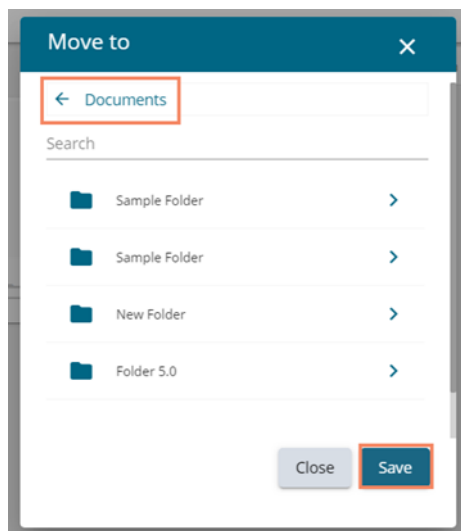 Move to
Documents
Search
Sample Folder
Sample Folder
New Folder
Folder 5.0
Close Save